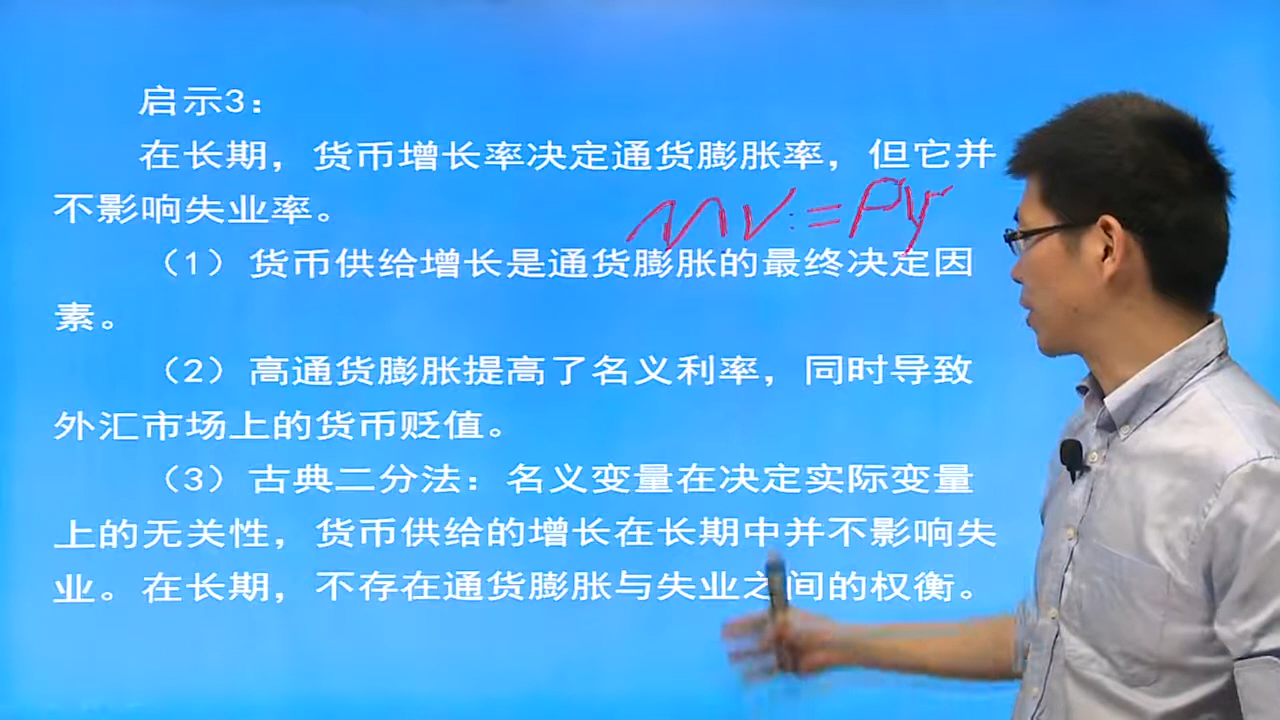 启示3：
在长期，货币增长率决定通货膨胀率，但它并
不影响失业率。
MV=PY
（1）货币供给增长是通货膨胀的最终决定因
素。
（2）高通货膨胀提高了名义利率，同时导致
外汇市场上的货币贬值。
（3）古典二分法：名义变量在决定实际变量
上的无关性，货币供给的增长在长期中并不影响失
业。在长期，不存在通货膨胀与失业之间的权衡。